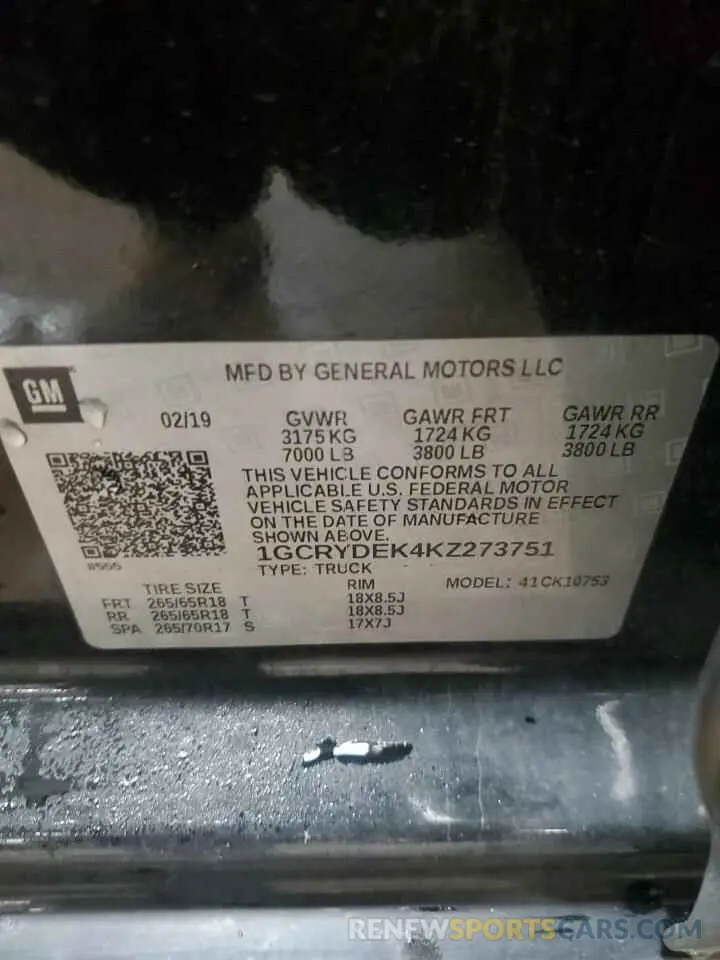 GM
MFD BY GENERAL MOTORS LLC
02/19 GVWR GAWR FRT GAWR RR
3175 KG 1724 KG 1724 KG
7000 LB 3800 LB 3800 LB
THIS VEHICLE CONFORMS TO ALL
APPLICABLE U.S. FEDERAL MOTOR
VEHICLE SAFETY STANDARDS IN EFFECT
ON THE DATE OF MANUFACTURE
SHOWN ABOVE.
1GCRYDEK4KZ273751
TYPE: TRUCK
MODEL: 41CK10753
TIRE SIZE RIM
FRT 265/65R18 T 18X8.5J
RR 265/65R18 T 18X8.5J
SPA 265/70R17 S 17X7J
RENEWSPORTSCARS.COM